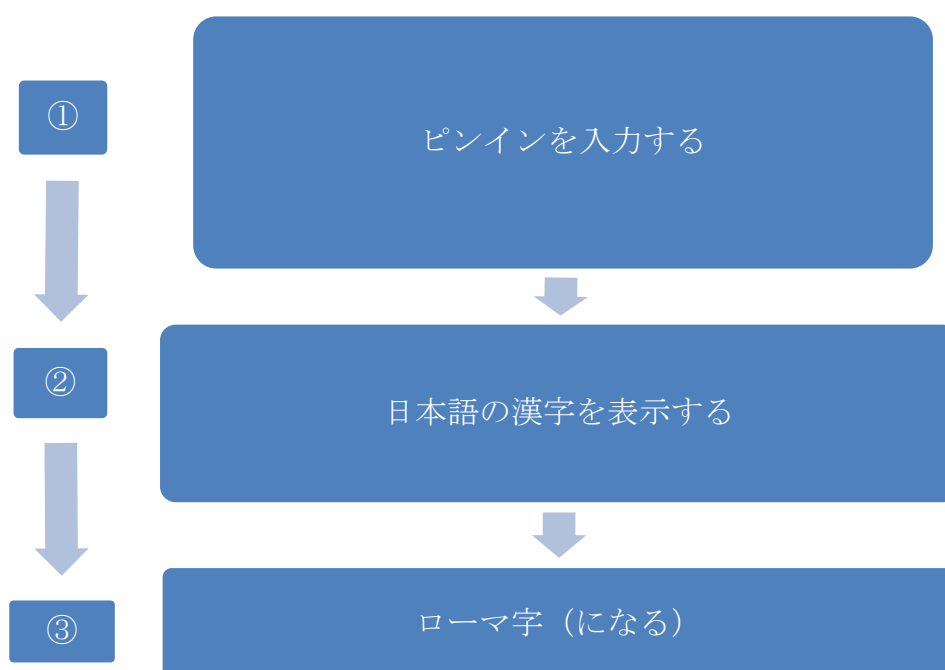 ①
ピンインを入力する
②
日本語の漢字を表示する
③
ローマ字（になる）